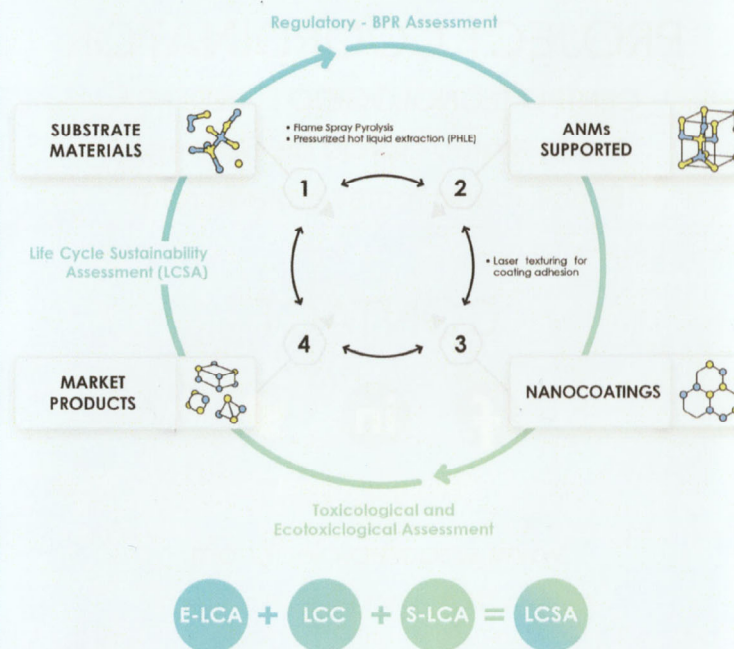 Regulatory - BPR Assessment
SUBSTRATE
MATERIALS
• Flame Spray Pyrolysis
• Pressurized hot liquid extraction (PHLE)
ANMs
SUPPORTED
1
2
Life Cycle Sustainability
Assessment (LCSA)
• Laser texturing for
coating adhesion
4
3
MARKET
PRODUCTS
NANOCOATINGS
in
Toxicological and
Ecotoxiclogical Assessment
E-LCA + LCC + S-LCA = LCSA